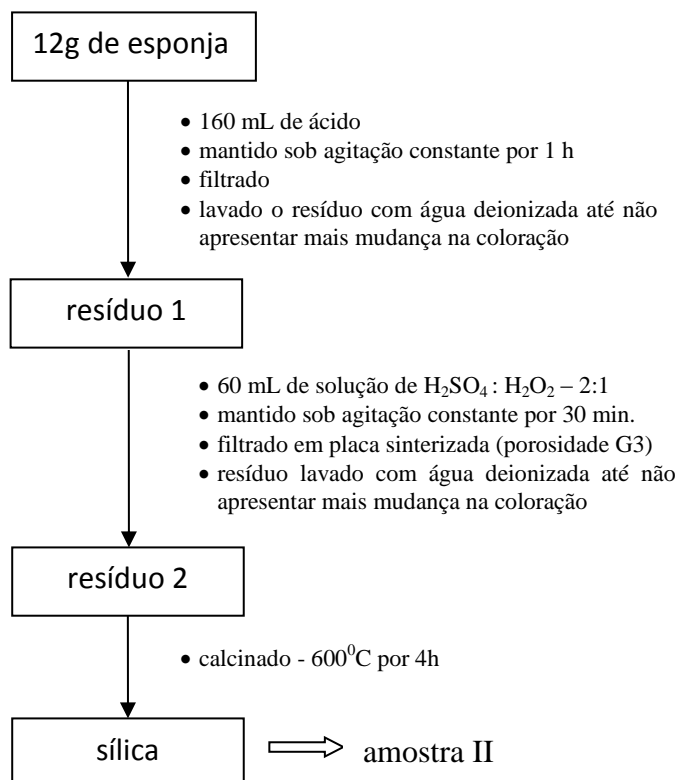 12g de esponja
• 160 mL de ácido
• mantido sob agitação constante por 1 h
• filtrado
• lavado o resíduo com água deionizada até não
apresentar mais mudança na coloração
resíduo 1
• 60 mL de solução de H₂SO₄ : H₂O₂ – 2:1
• mantido sob agitação constante por 30 min.
• filtrado em placa sinterizada (porosidade G3)
• resíduo lavado com água deionizada até não
apresentar mais mudança na coloração
resíduo 2
• calcinado - 600⁰C por 4h
sílica
amostra II